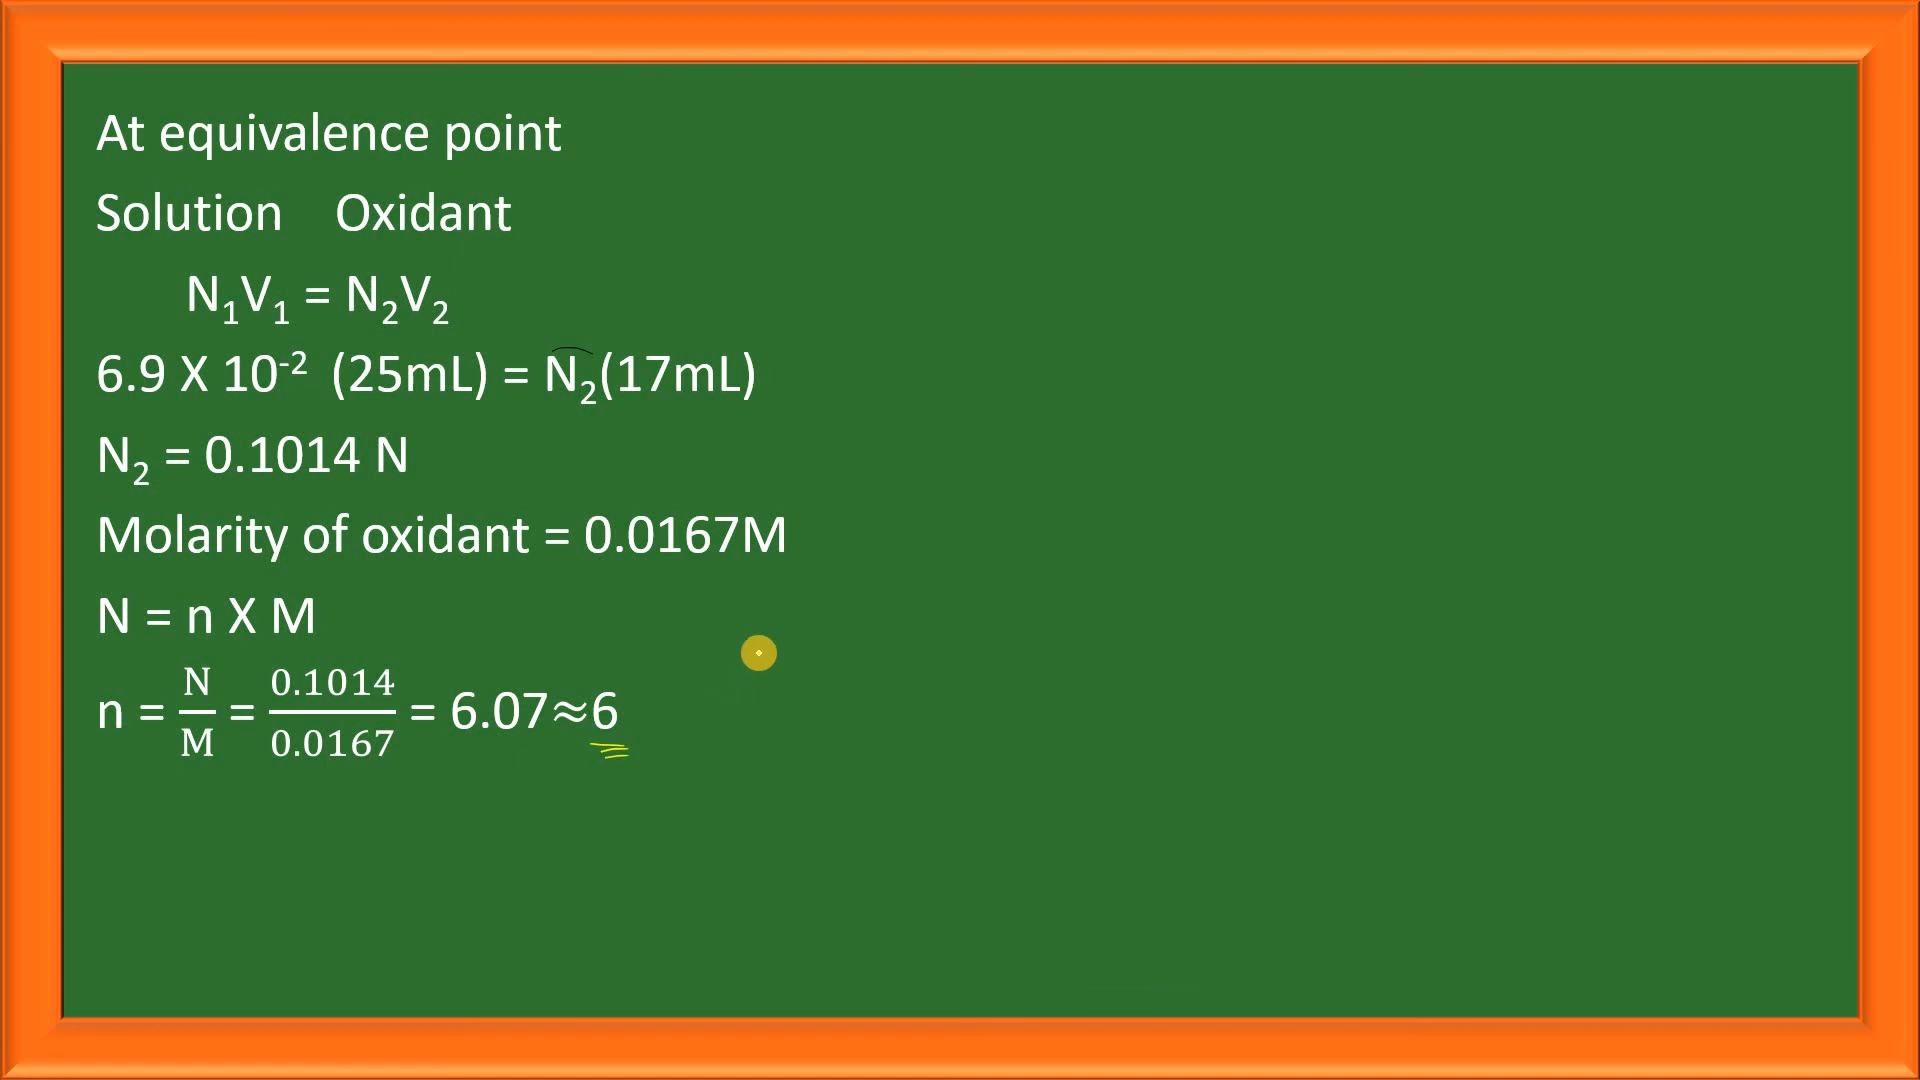 At equivalence point
Solution Oxidant
N₁V₁ = N₂V₂
6.9 X 10⁻² (25mL) = N₂(17mL)
N₂ = 0.1014 N
Molarity of oxidant = 0.0167M
N = n X M
n = N/M = 0.1014/0.0167 = 6.07≈6